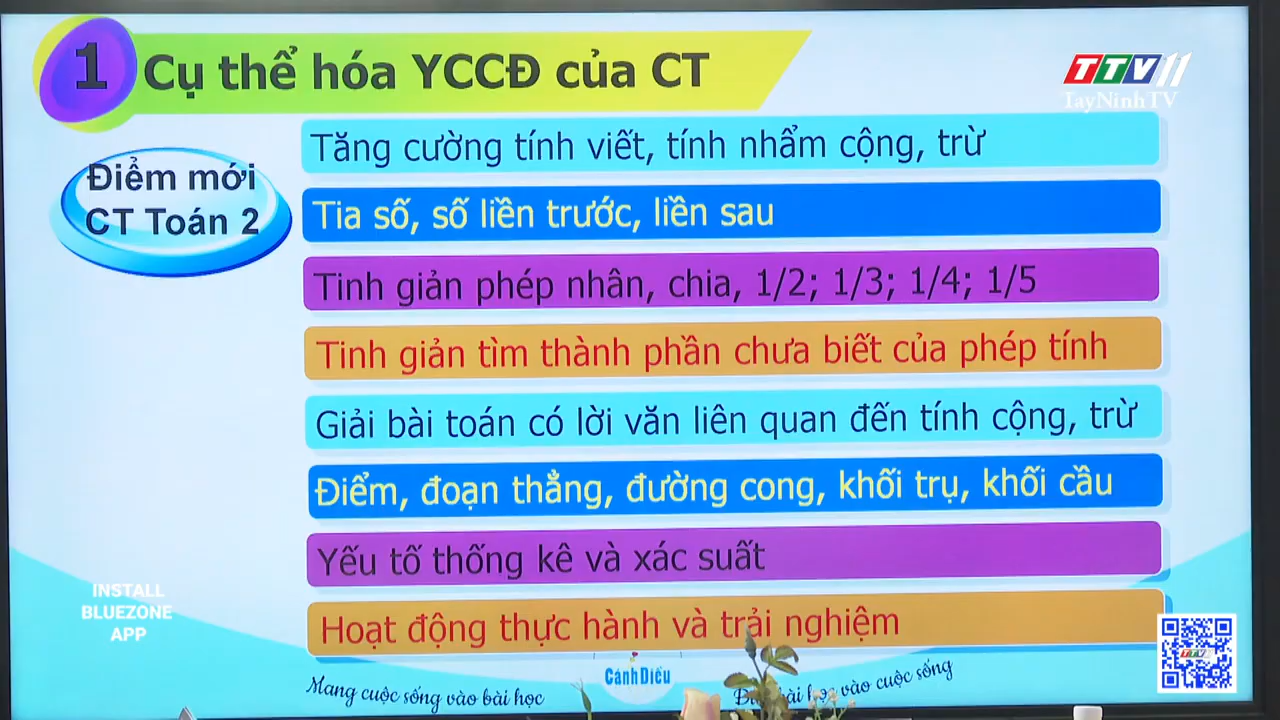 1
Cụ thể hóa YCCĐ của CT
TTV11
TayNinhTV
Điểm mới
CT Toán 2
Tăng cường tính viết, tính nhẩm cộng, trừ
Tia số, số liền trước, liền sau
Tinh giản phép nhân, chia, 1/2; 1/3; 1/4; 1/5
Tinh giản tìm thành phần chưa biết của phép tính
Giải bài toán có lời văn liên quan đến tính cộng, trừ
Điểm, đoạn thẳng, đường cong, khối trụ, khối cầu
Yếu tố thống kê và xác suất
Hoạt động thực hành và trải nghiệm
INSTALL
BLUEZONE
APP
Cánh Diều
Mang cuộc sống vào bài học
bài học vào cuộc sống
TTV